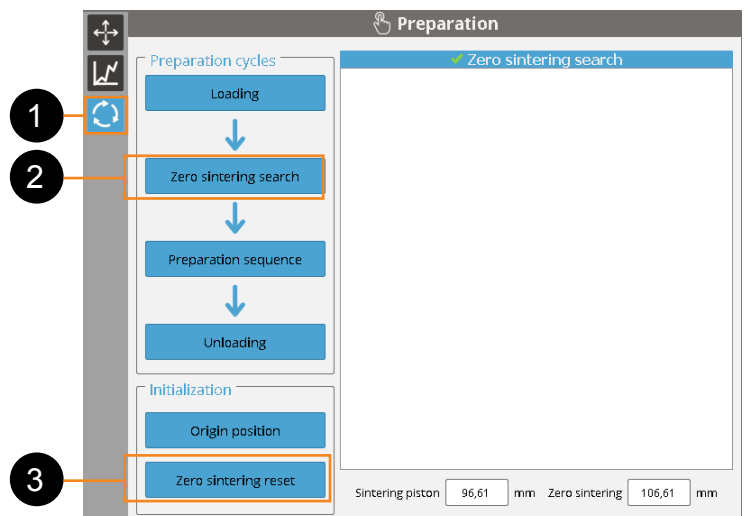 Preparation
1
2
3
Preparation cycles
Loading
Zero sintering search
Preparation sequence
Unloading
Initialization
Origin position
Zero sintering reset
Zero sintering search
Sintering piston 96,61 mm Zero sintering 106,61 mm